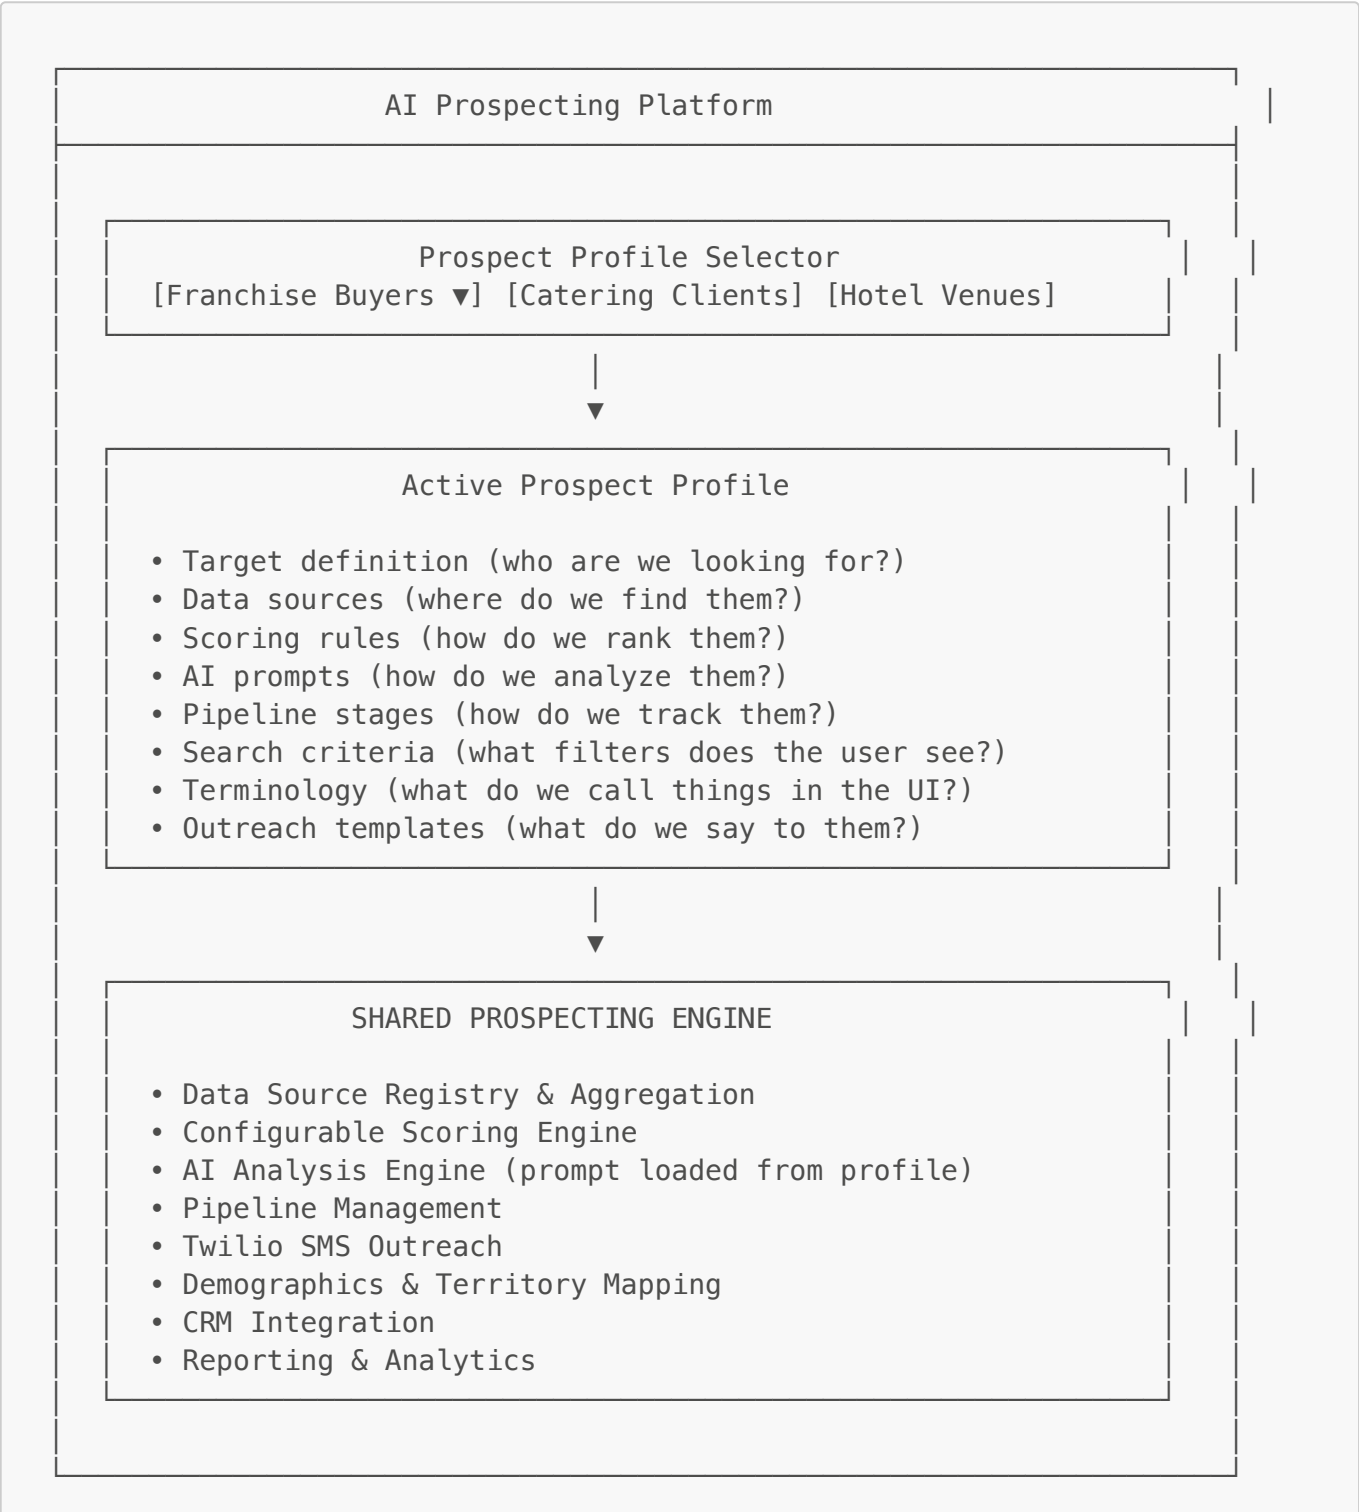 AI Prospecting Platform
Prospect Profile Selector
[Franchise Buyers ▼] [Catering Clients] [Hotel Venues]
▼
Active Prospect Profile
• Target definition (who are we looking for?)
• Data sources (where do we find them?)
• Scoring rules (how do we rank them?)
• AI prompts (how do we analyze them?)
• Pipeline stages (how do we track them?)
• Search criteria (what filters does the user see?)
• Terminology (what do we call things in the UI?)
• Outreach templates (what do we say to them?)
▼
SHARED PROSPECTING ENGINE
• Data Source Registry & Aggregation
• Configurable Scoring Engine
• AI Analysis Engine (prompt loaded from profile)
• Pipeline Management
• Twilio SMS Outreach
• Demographics & Territory Mapping
• CRM Integration
• Reporting & Analytics